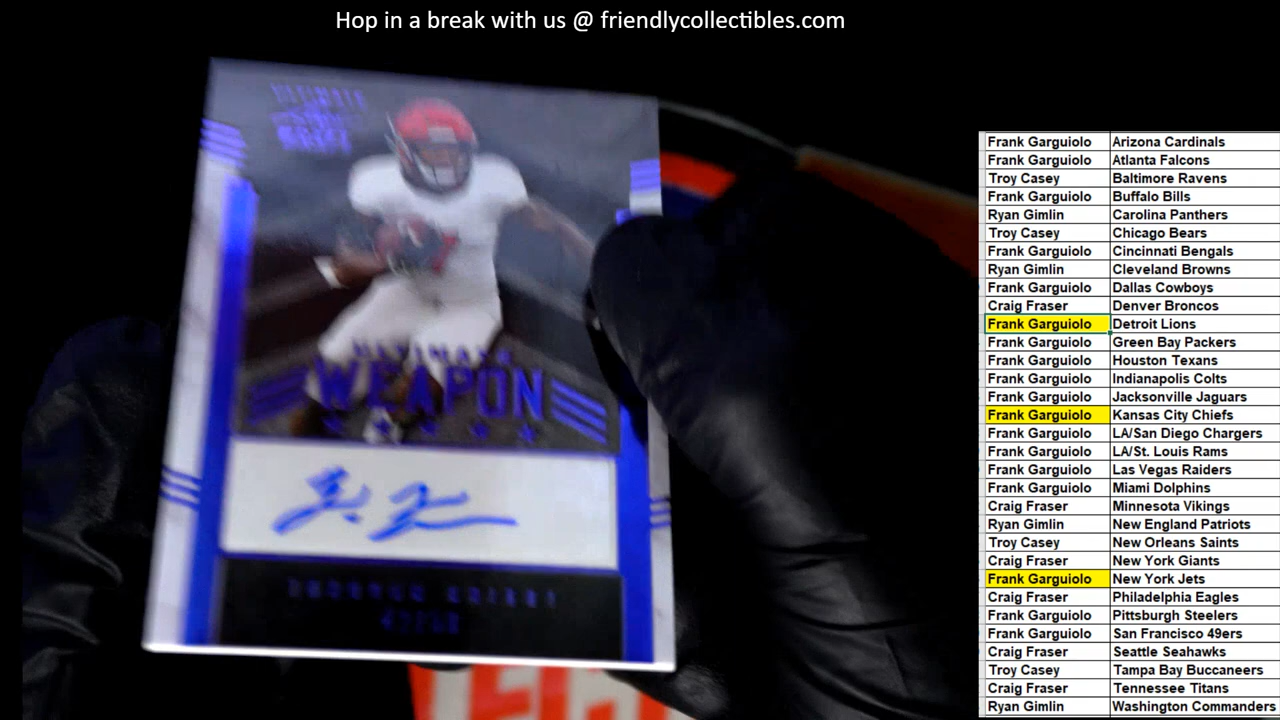 Hop in a break with us @ friendlycollectibles.com
ULTIMATE
DRAFT
ULTIMATE
WEAPON
Frank Garguiolo Arizona Cardinals
Frank Garguiolo Atlanta Falcons
Troy Casey Baltimore Ravens
Frank Garguiolo Buffalo Bills
Ryan Gimlin Carolina Panthers
Troy Casey Chicago Bears
Frank Garguiolo Cincinnati Bengals
Ryan Gimlin Cleveland Browns
Frank Garguiolo Dallas Cowboys
Craig Fraser Denver Broncos
Frank Garguiolo Detroit Lions
Frank Garguiolo Green Bay Packers
Frank Garguiolo Houston Texans
Frank Garguiolo Indianapolis Colts
Frank Garguiolo Jacksonville Jaguars
Frank Garguiolo Kansas City Chiefs
Frank Garguiolo LA/San Diego Chargers
Frank Garguiolo LA/St. Louis Rams
Frank Garguiolo Las Vegas Raiders
Frank Garguiolo Miami Dolphins
Craig Fraser Minnesota Vikings
Ryan Gimlin New England Patriots
Troy Casey New Orleans Saints
Craig Fraser New York Giants
Frank Garguiolo New York Jets
Craig Fraser Philadelphia Eagles
Frank Garguiolo Pittsburgh Steelers
Frank Garguiolo San Francisco 49ers
Craig Fraser Seattle Seahawks
Troy Casey Tampa Bay Buccaneers
Craig Fraser Tennessee Titans
Ryan Gimlin Washington Commanders